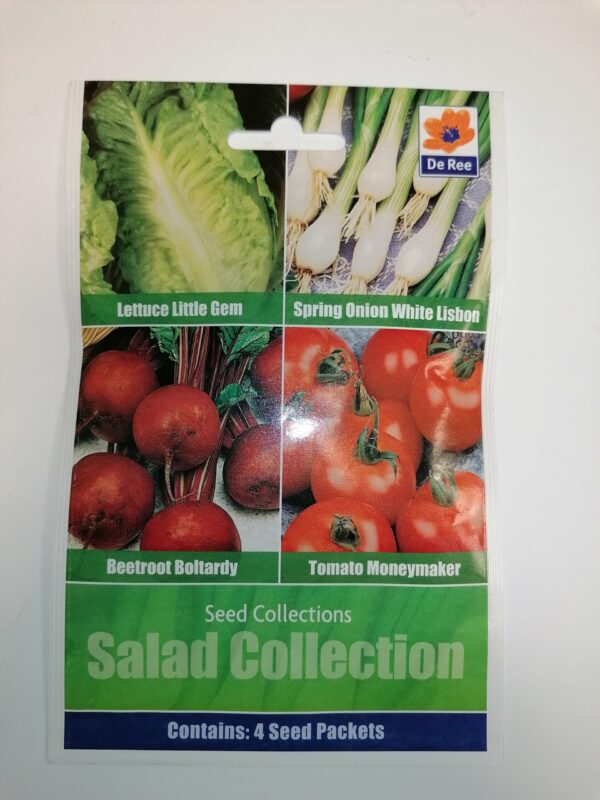 De Ree
Lettuce Little Gem
Spring Onion White Lisbon
Beetroot Boltardy
Tomato Moneymaker
Seed Collections
Salad Collection
Contains: 4 Seed Packets